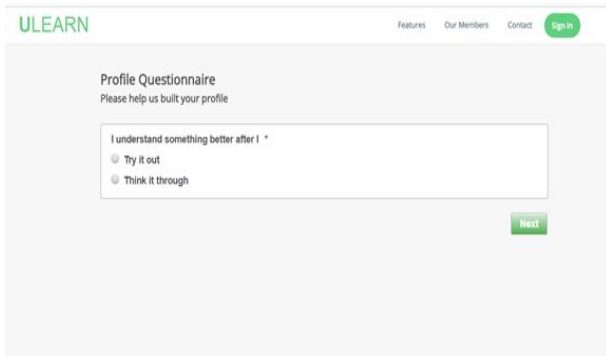 ULEARN
Features Our Members Contact Sign In
Profile Questionnaire
Please help us built your profile
I understand something better after I *
Try it out
Think it through
Next